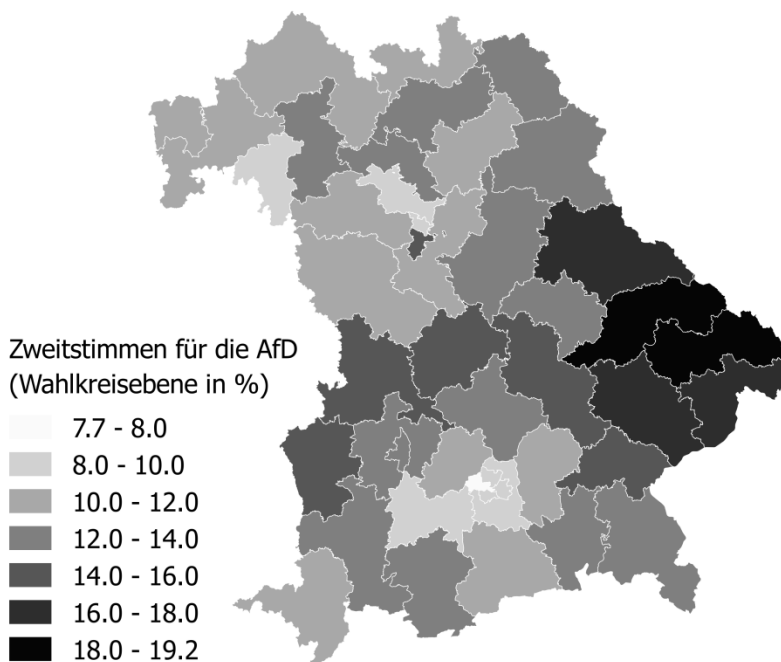 Zweitstimmen für die AfD
(Wahlkreisebene in %)
7.7 - 8.0
8.0 - 10.0
10.0 - 12.0
12.0 - 14.0
14.0 - 16.0
16.0 - 18.0
18.0 - 19.2